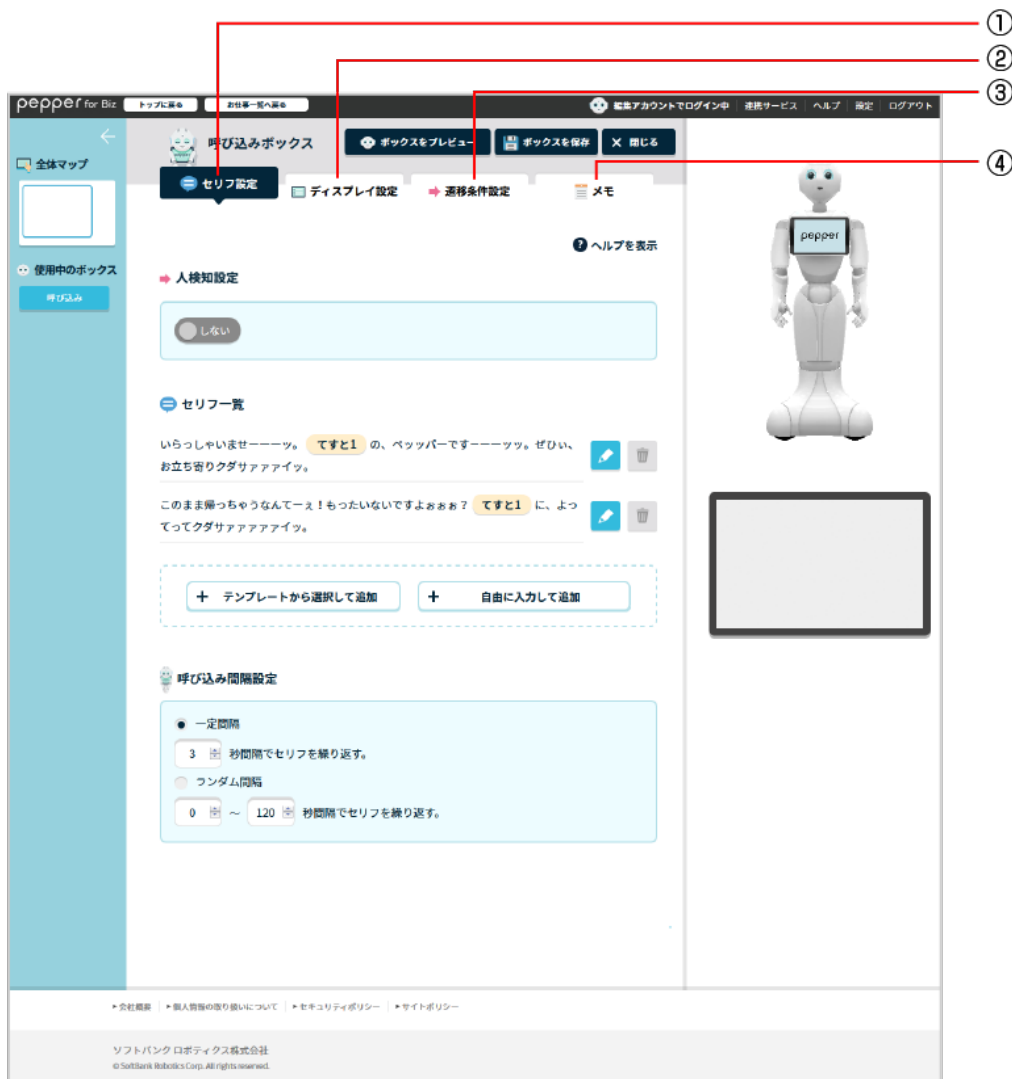 ①
②
③
pepper for Biz トップに戻る お仕事一覧へ戻る 編集アカウントでログイン中 連携サービス ヘルプ 設定 ログアウト
呼び込みボックス ボックスをプレビュー ボックスを保存 × 閉じる
全体マップ
④
セリフ設定 ディスプレイ設定 遷移条件設定 メモ
pepper
? ヘルプを表示
使用中のボックス
人検知設定
呼び込み
しない
セリフ一覧
いらっしゃいませーーーッ。 てすと1 の、ペッッパーですーーーッッ。ぜひぃ、
お立ち寄りクダサァァァイッ。
このまま帰っちゃうなんてーぇ！もったいないですよぉぉぉ？ てすと1 に、よっ
てってクダサァァァァァイッ。
+ テンプレートから選択して追加 + 自由に入力して追加
呼び込み間隔設定
一定間隔
3 秒間隔でセリフを繰り返す。
ランダム間隔
0 ～ 120 秒間隔でセリフを繰り返す。
▸会社概要 ▸個人情報の取り扱いについて ▸セキュリティポリシー ▸サイトポリシー
ソフトバンク ロボティクス株式会社
© SoftBank Robotics Corp. All rights reserved.